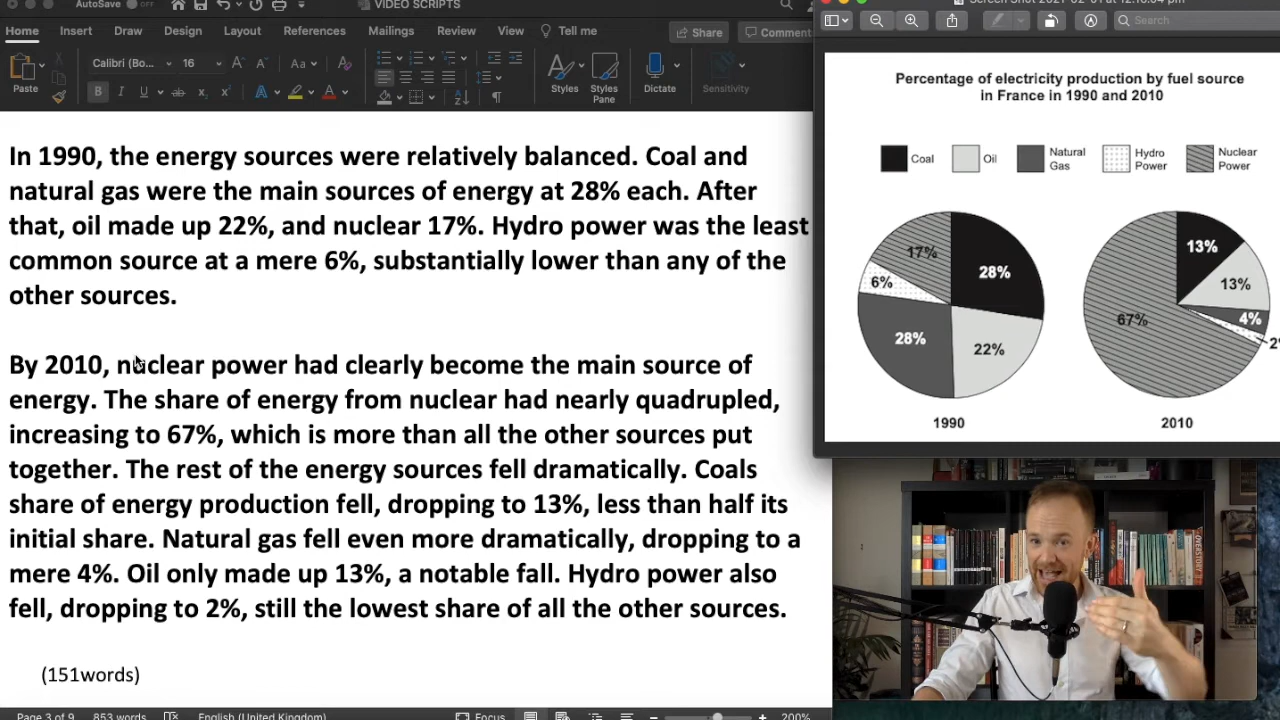 AutoSave OFF
VIDEO SCRIPTS
Home Insert Draw Design Layout References Mailings Review View Tell me Share Comment
Paste
Calibri (Bo... 16
Styles
Styles
Pane
Dictate
Sensitivity
Search
In 1990, the energy sources were relatively balanced. Coal and
natural gas were the main sources of energy at 28% each. After
that, oil made up 22%, and nuclear 17%. Hydro power was the least
common source at a mere 6%, substantially lower than any of the
other sources.
By 2010, nuclear power had clearly become the main source of
energy. The share of energy from nuclear had nearly quadrupled,
increasing to 67%, which is more than all the other sources put
together. The rest of the energy sources fell dramatically. Coals
share of energy production fell, dropping to 13%, less than half its
initial share. Natural gas fell even more dramatically, dropping to a
mere 4%. Oil only made up 13%, a notable fall. Hydro power also
fell, dropping to 2%, still the lowest share of all the other sources.
(151words)
Page 3 of 9 853 words English (United Kingdom) Focus 200%
Percentage of electricity production by fuel source
in France in 1990 and 2010
Coal
Oil
Natural
Gas
Hydro
Power
Nuclear
Power
17%
28%
6%
28%
22%
1990
13%
13%
4%
67%
2010
OVERSTORY